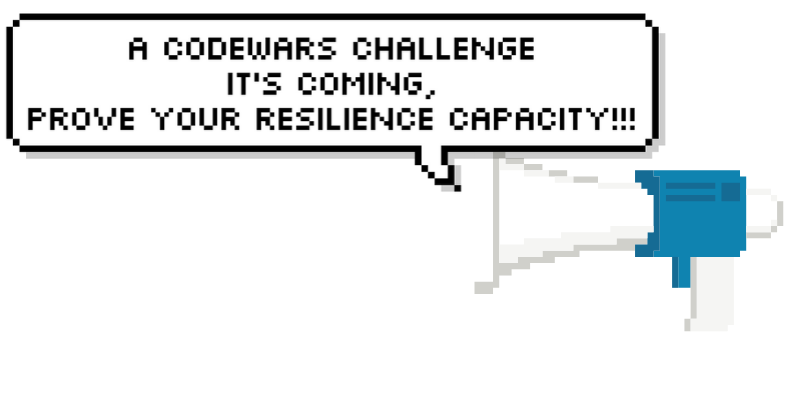 A CODEWARS CHALLENGE
IT'S COMING,
PROVE YOUR RESILIENCE CAPACITY!!!